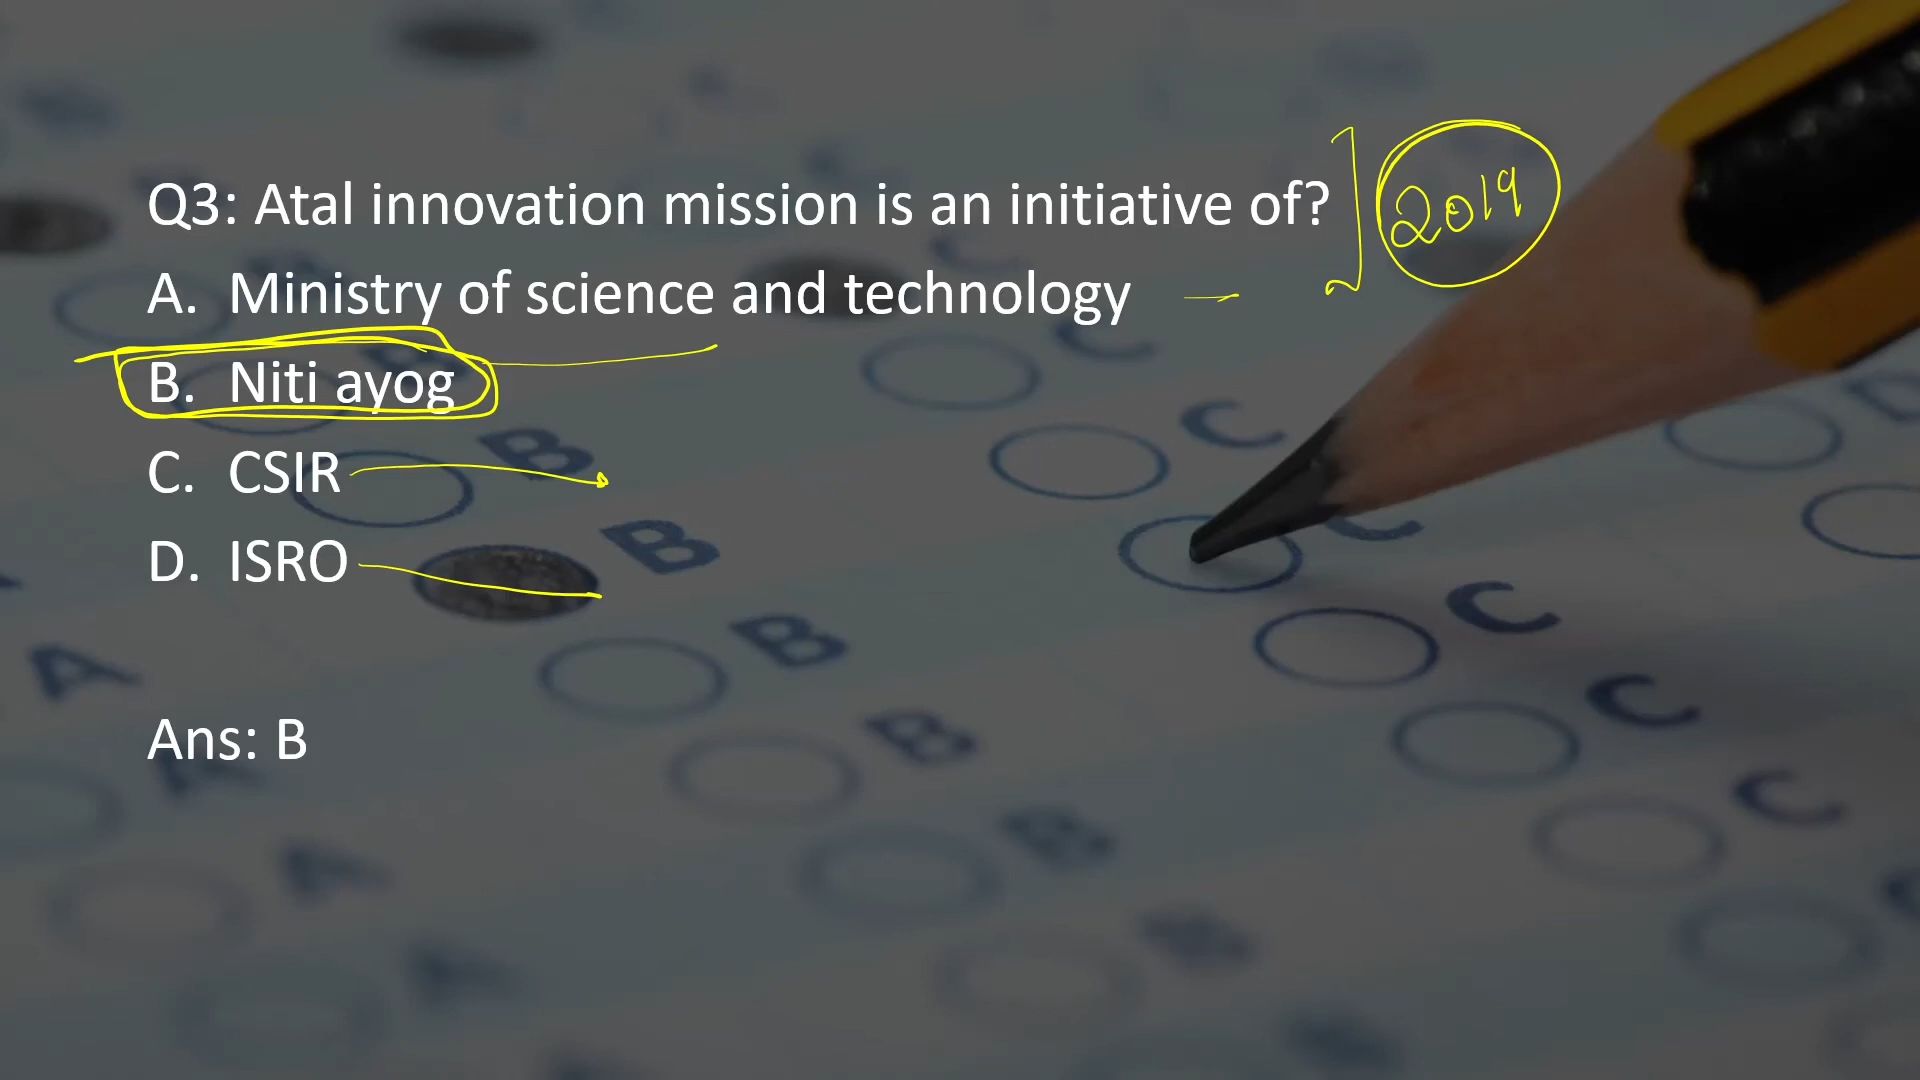 Q3: Atal innovation mission is an initiative of?
2019
A. Ministry of science and technology
B. Niti ayog
C. CSIR
D. ISRO
Ans: B